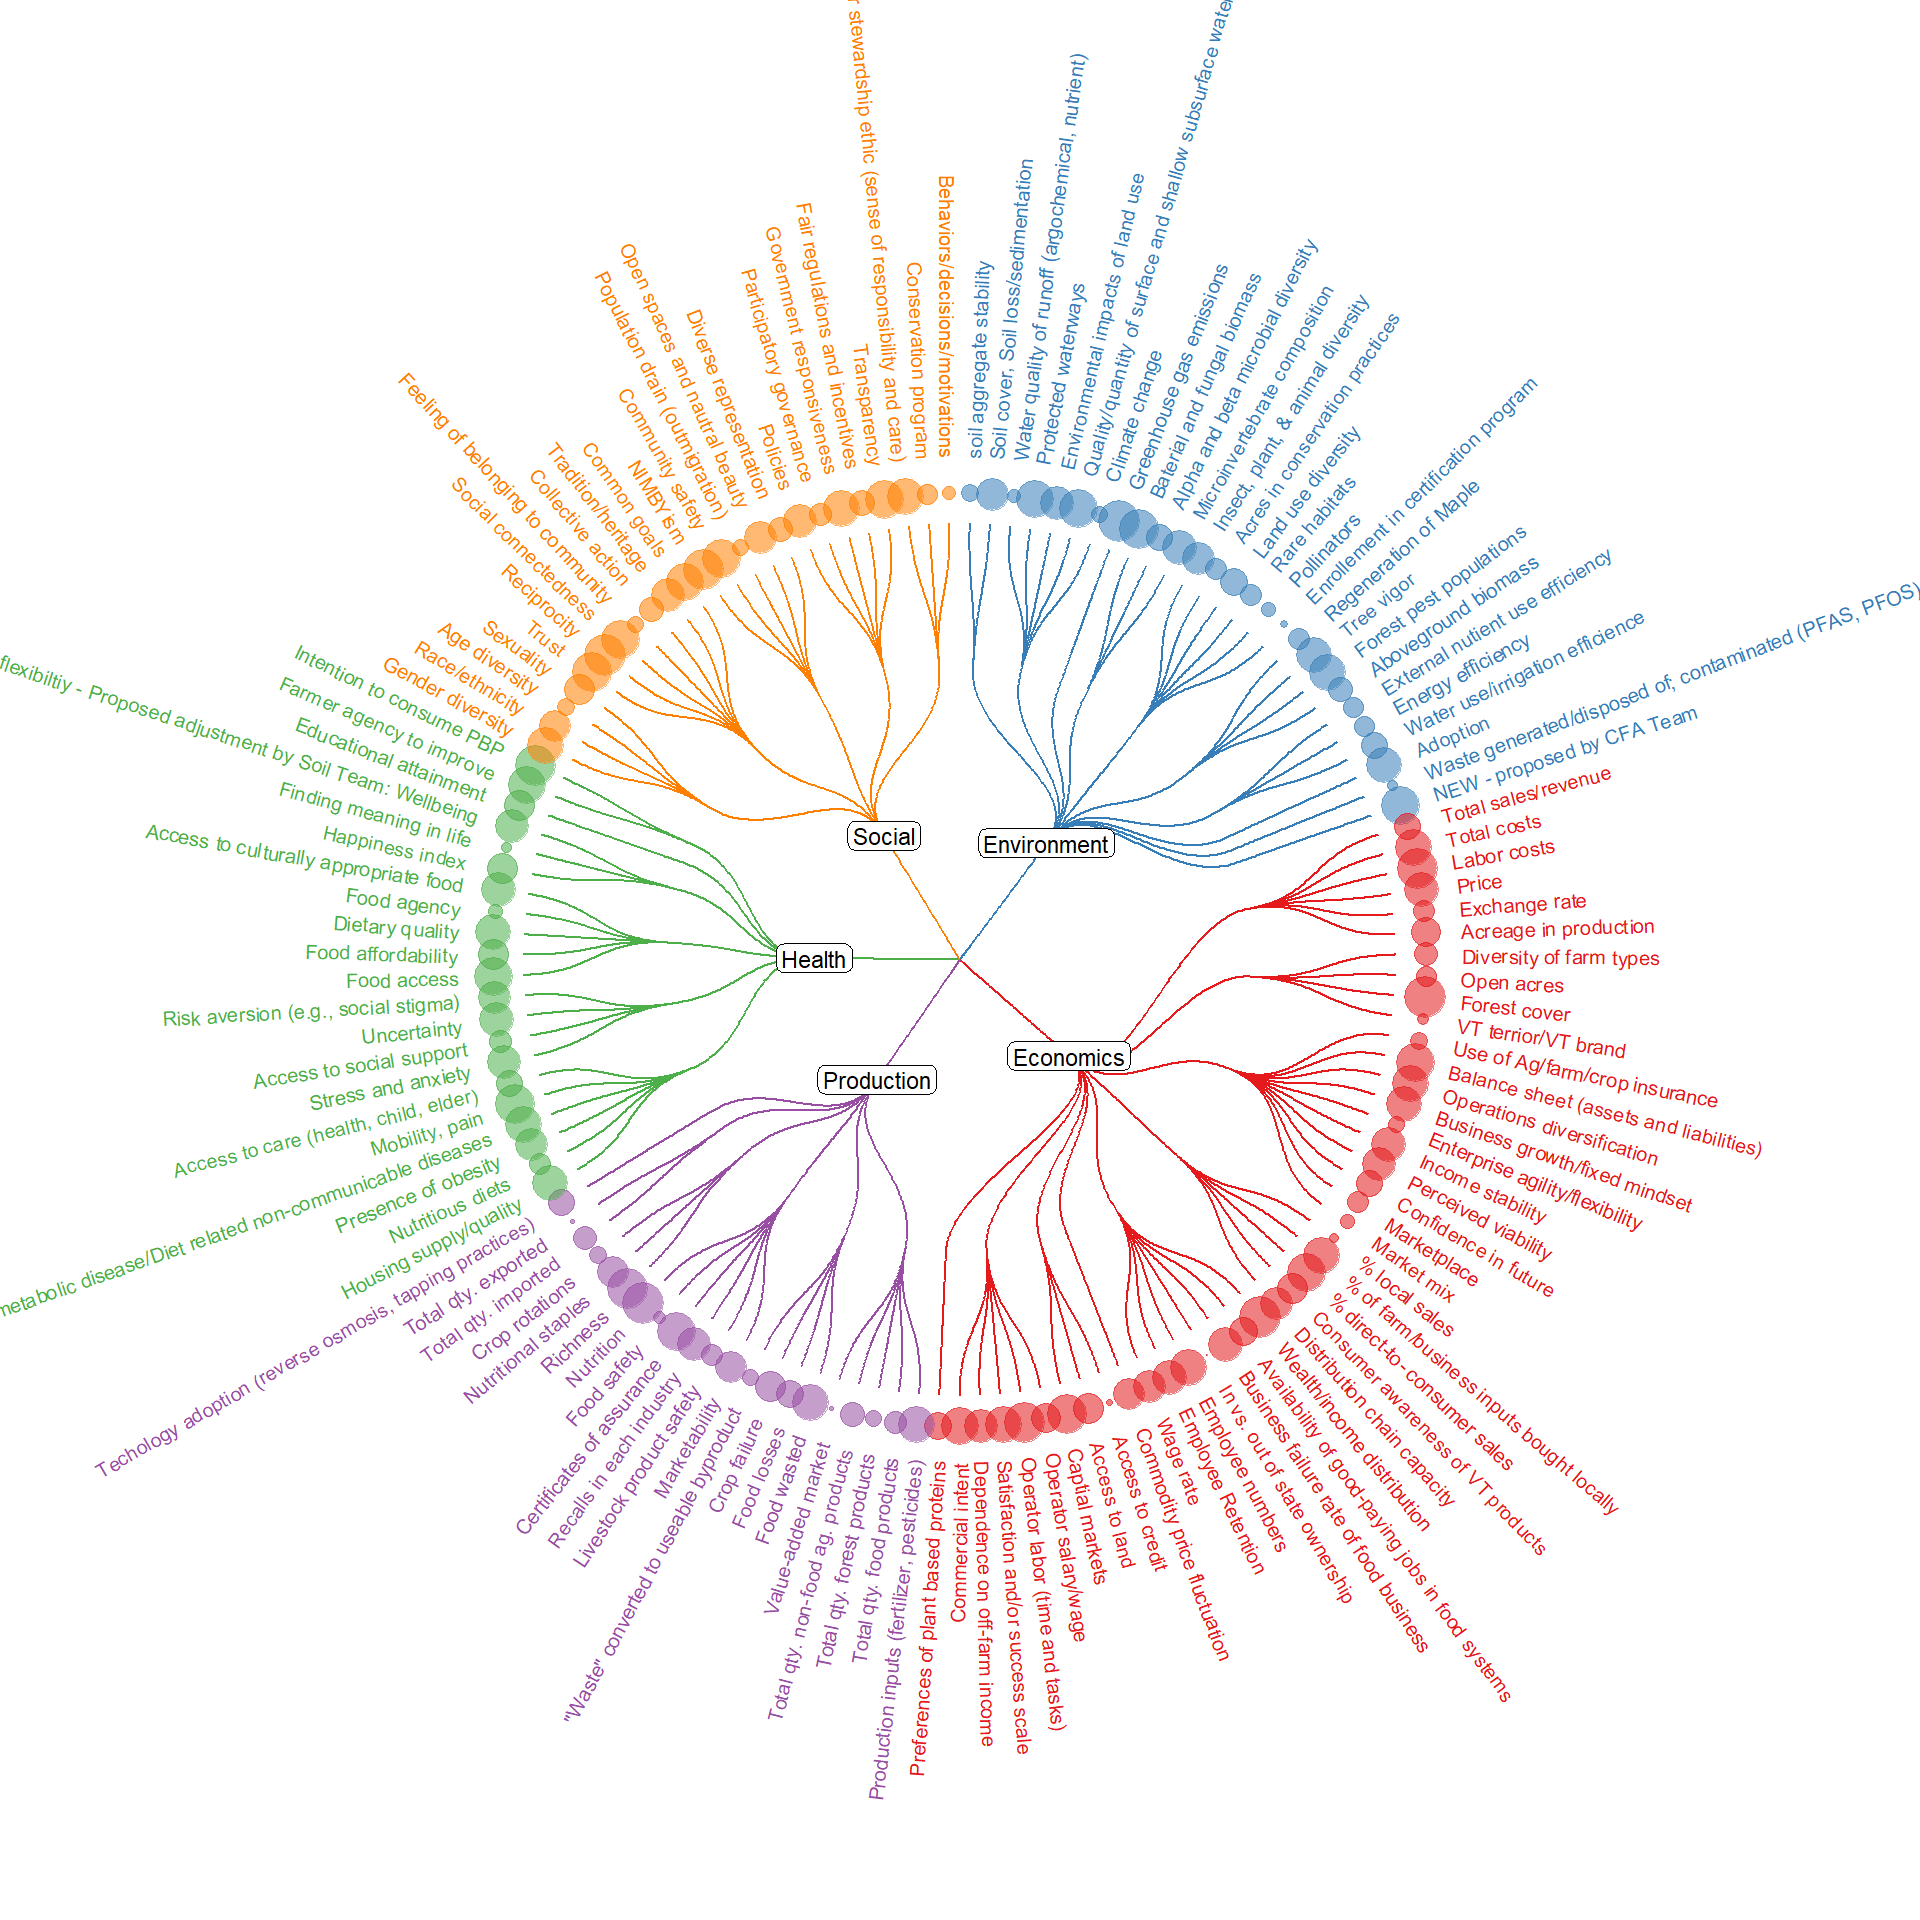 Social
Environment
Health
Economics
Production
soil aggregate stability
Soil cover, Soil loss/sedimentation
Water quality of runoff (argochemical, nutrient)
Protected waterways
Environmental impacts of land use
Quality/quantity of surface and shallow subsurface water
Climate change
Greenhouse gas emissions
Baterial and fungal biomass
Alpha and beta microbial diversity
Microinvertebrate composition
Insect, plant, & animal diversity
Acres in conservation practices
Land use diversity
Rare habitats
Pollinators
Enrollement in certification program
Regeneration of Maple
Tree vigor
Forest pest populations
Aboveground biomass
External nutient use efficiency
Energy efficiency
Water use/irrigation efficience
Adoption
Waste generated/disposed of; contaminated (PFAS, PFOS)
NEW - proposed by CFA Team
Total sales/revenue
Total costs
Labor costs
Price
Exchange rate
Acreage in production
Diversity of farm types
Open acres
Forest cover
VT terrior/VT brand
Use of Ag/farm/crop insurance
Balance sheet (assets and liabilities)
Operations diversification
Business growth/fixed mindset
Enterprise agility/flexibility
Income stability
Perceived viability
Confidence in future
Marketplace
Market mix
% local sales
% of farm/business inputs bought locally
% direct-to-consumer sales
Consumer awareness of VT products
Distribution chain capacity
Wealth/income distribution
Availability of good-paying jobs in food systems
Business failure rate of food business
In vs. out of state ownership
Employee numbers
Employee Retention
Wage rate
Commodity price fluctuation
Access to credit
Access to land
Captial markets
Operator salary/wage
Operator labor (time and tasks)
Satisfaction and/or success scale
Dependence on off-farm income
Commercial intent
Preferences of plant based proteins
Production inputs (fertilizer, pesticides)
Total qty. food products
Total qty. forest products
Total qty. non-food ag. products
Value-added market
Food wasted
Food losses
Crop failure
"Waste" converted to useable byproduct
Marketability
Livestock product safety
Recalls in each industry
Certificates of assurance
Food safety
Nutrition
Richness
Nutritional staples
Crop rotations
Total qty. imported
Total qty. exported
Techology adoption (reverse osmosis, tapping practices)
Housing supply/quality
Nutritious diets
Presence of obesity
metabolic disease/Diet related non-communicable diseases
Mobility, pain
Access to care (health, child, elder)
Stress and anxiety
Access to social support
Uncertainty
Risk aversion (e.g., social stigma)
Food access
Food affordability
Dietary quality
Food agency
Access to culturally appropriate food
Happiness index
Finding meaning in life
flexibiltiy - Proposed adjustment by Soil Team: Wellbeing
Educational attainment
Farmer agency to improve
Intention to consume PBP
Gender diversity
Race/ethnicity
Age diversity
Sexuality
Trust
Reciprocity
Social connectedness
Feeling of belonging to community
Collective action
Tradition/heritage
Common goals
NIMBYism
Community safety
Population drain (outmigration)
Open spaces and nautral beauty
Diverse representation
Policies
Participatory governance
Government responsiveness
Fair regulations and incentives
Transparency
stewardship ethic (sense of responsibility and care)
Conservation program
Behaviors/decisions/motivations